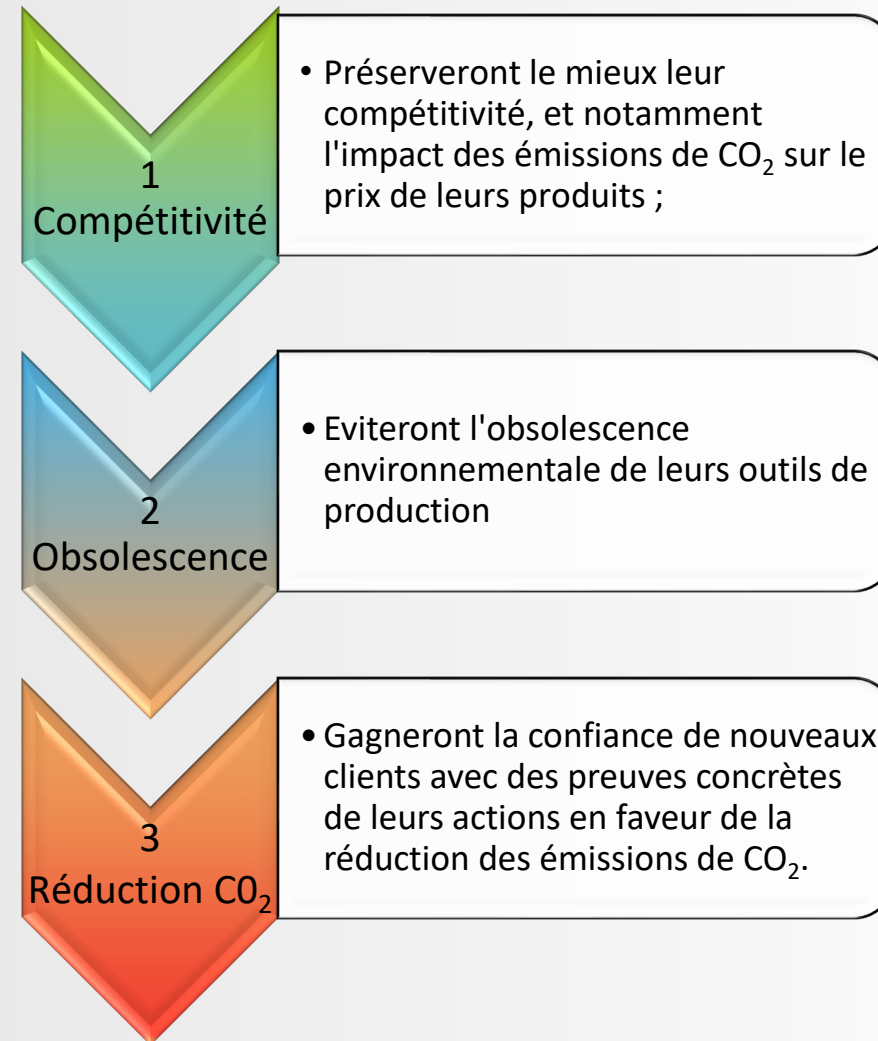 1
Compétitivité
• Préserveront le mieux leur
compétitivité, et notamment
l'impact des émissions de CO₂ sur le
prix de leurs produits ;
2
Obsolescence
• Eviteront l'obsolescence
environnementale de leurs outils de
production
3
Réduction C0₂
• Gagneront la confiance de nouveaux
clients avec des preuves concrètes
de leurs actions en faveur de la
réduction des émissions de CO₂.